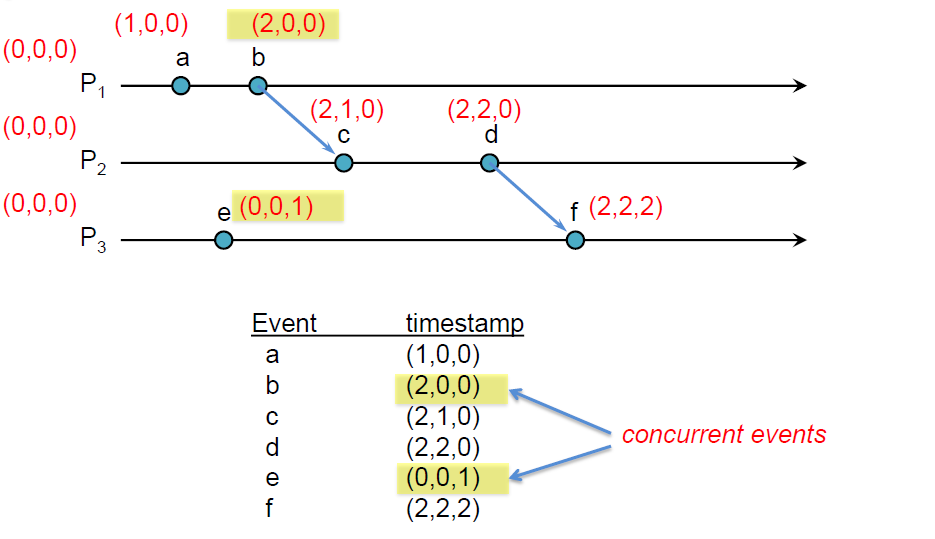 (1,0,0) (2,0,0)
(0,0,0) a b
P1
(2,1,0) (2,2,0)
(0,0,0) c d
P2
(0,0,0) e (0,0,1) f (2,2,2)
P3
Event timestamp
a (1,0,0)
b (2,0,0)
c (2,1,0)
concurrent events
d (2,2,0)
e (0,0,1)
f (2,2,2)